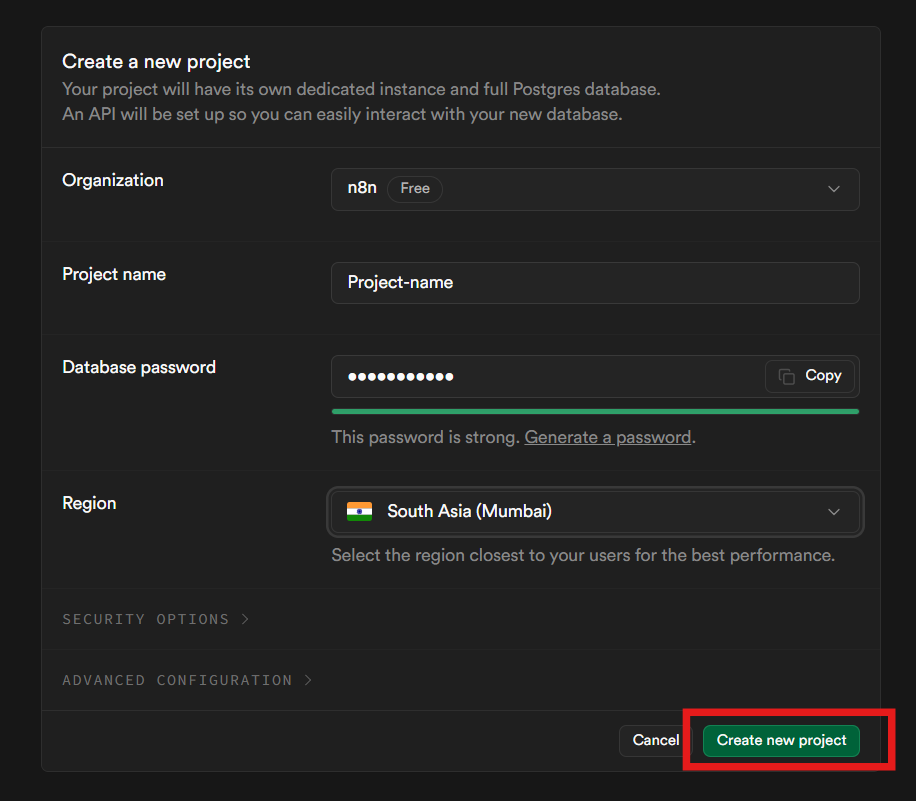 Create a new project
Your project will have its own dedicated instance and full Postgres database.
An API will be set up so you can easily interact with your new database.
Organization
n8n Free
Project name
Project-name
Database password
●●●●●●●●●●● Copy
This password is strong. Generate a password.
Region
South Asia (Mumbai)
Select the region closest to your users for the best performance.
SECURITY OPTIONS >
ADVANCED CONFIGURATION >
Cancel Create new project